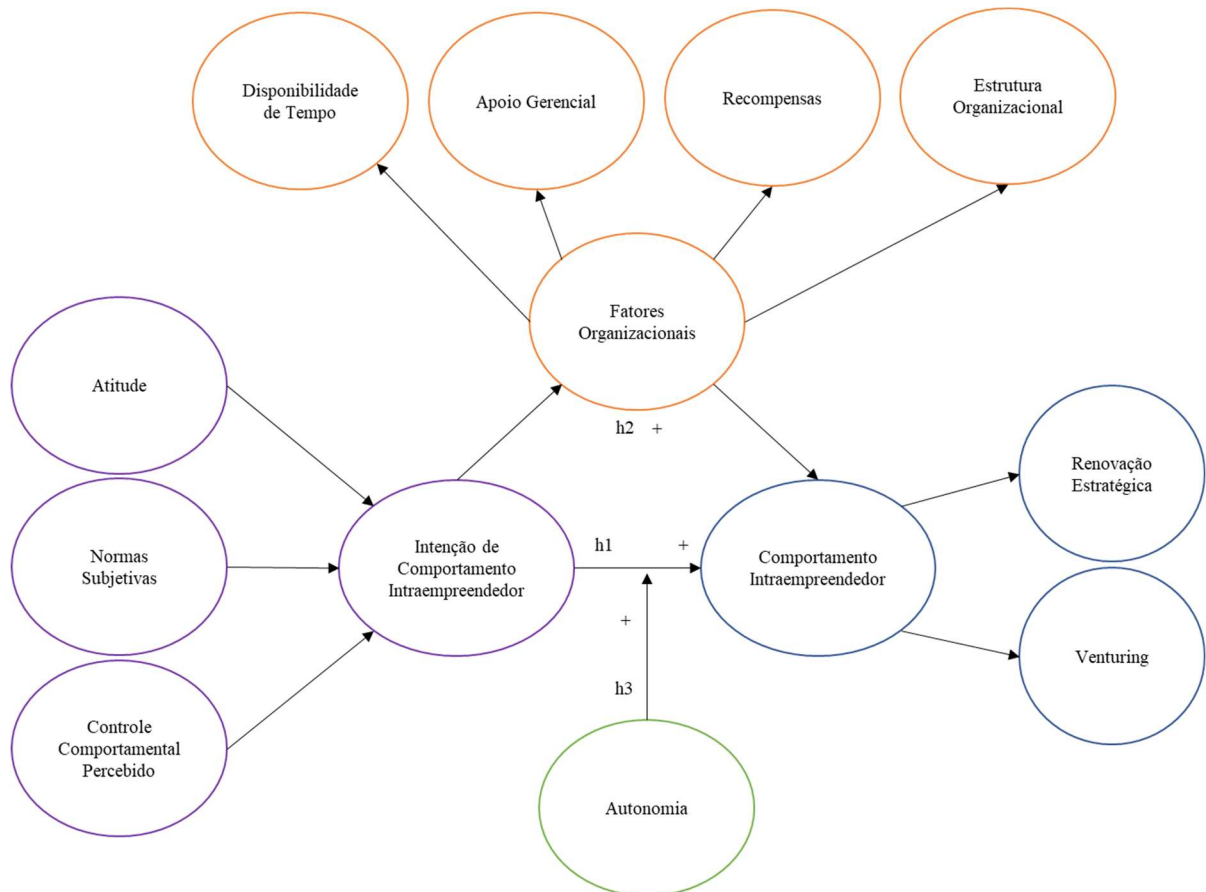 Disponibilidade
de Tempo
Apoio Gerencial
Recompensas
Estrutura
Organizacional
Fatores
Organizacionais
Atitude
h2 +
Renovação
Estratégica
Normas
Subjetivas
Intenção de
Comportamento
Intraempreendedor
h1 +
Comportamento
Intraempreendedor
+
h3
Venturing
Controle
Comportamental
Percebido
Autonomia